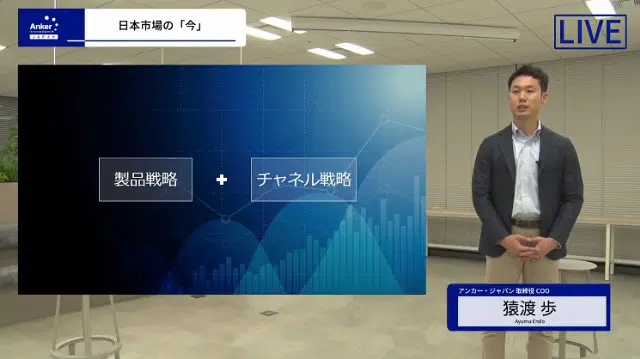 Anker
JAPAN
日本市場の「今」
LIVE
製品戦略
+
チャネル戦略
アンカー・ジャパン 取締役 COO
猿渡 歩
Ayumu Endo